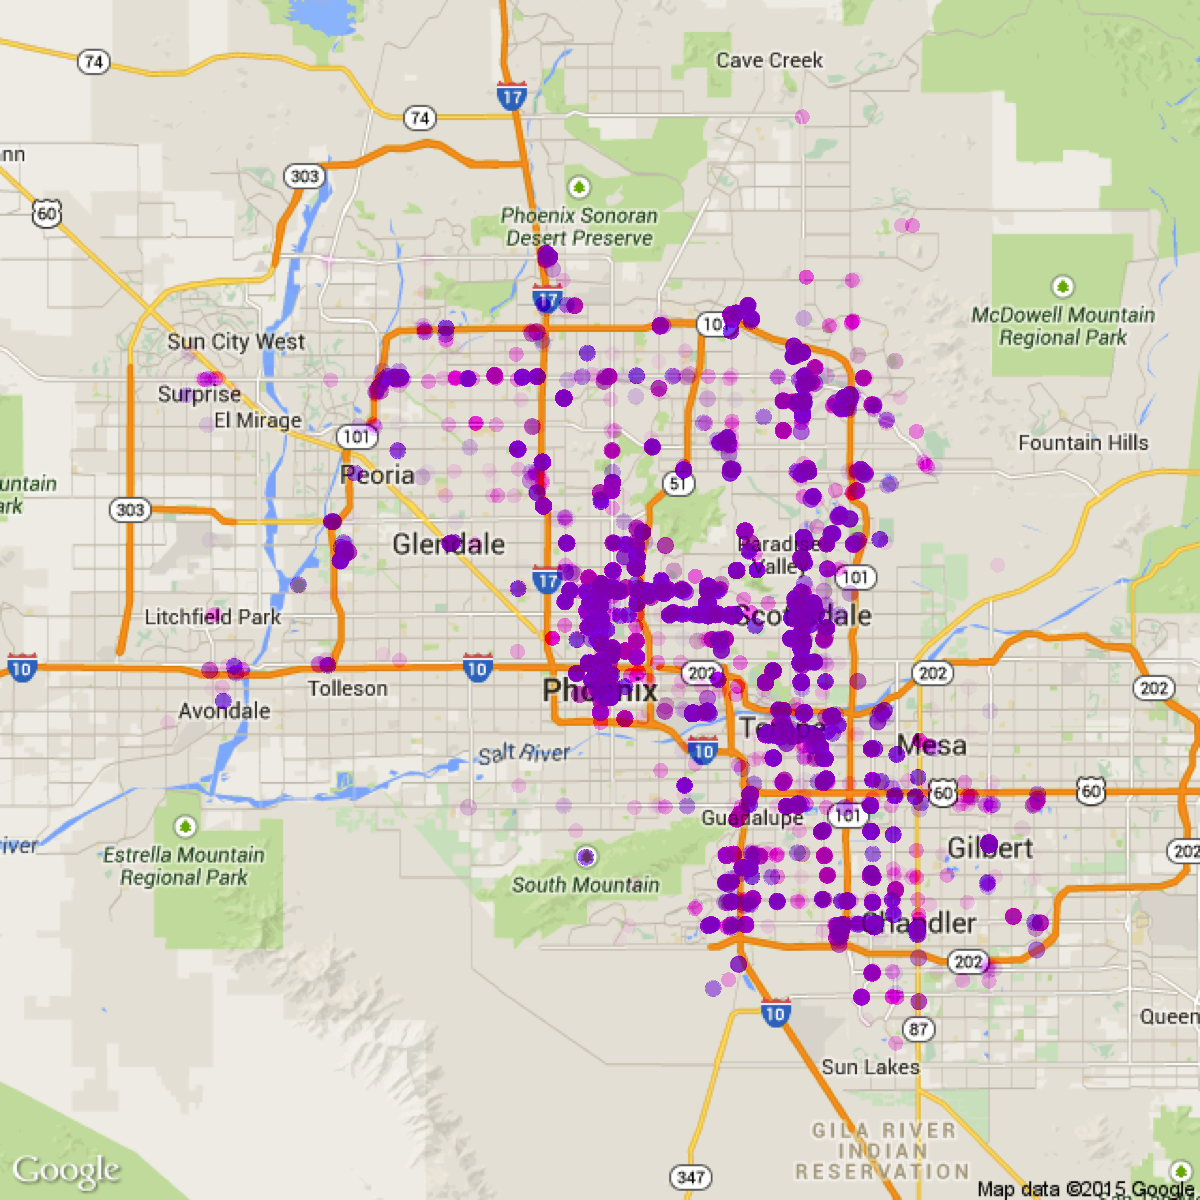 Cave Creek
74
17
74
nn
303
60
Phoenix Sonoran
Desert Preserve
17
McDowell Mountain
Regional Park
10
Sun City West
Surprise
El Mirage
101
Fountain Hills
Peoria
51
untain
ark
303
Glendale
Paradise
Valley
17
101
Litchfield Park
Scottsdale
10
10
202
202
202
Tolleson
Phoenix
Avondale
Tempe
Salt River
10
Mesa
60
60
Guadalupe
101
Estrella Mountain
Regional Park
river
South Mountain
Gilbert
202
Chandler
202
10
87
Queen
Sun Lakes
GILA RIVER
INDIAN
RESERVATION
Google
347
Map data ©2015 Google